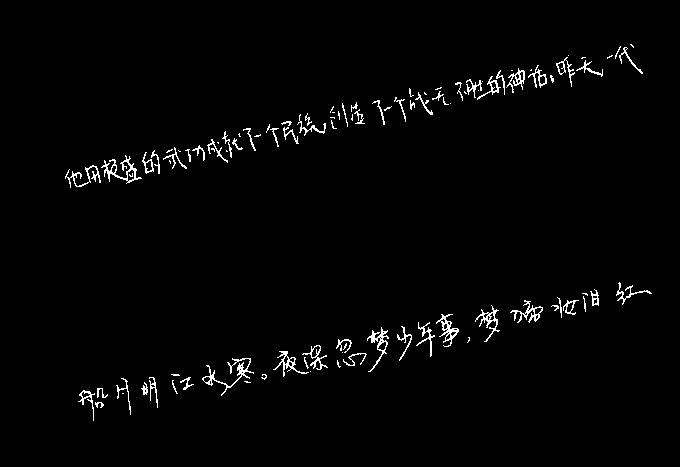 他用极盛的武功成就了一个民族,创造了一个战无不胜的神话。昨天一代
船月明江水寒。夜深忽梦少年事,梦啼妆泪红